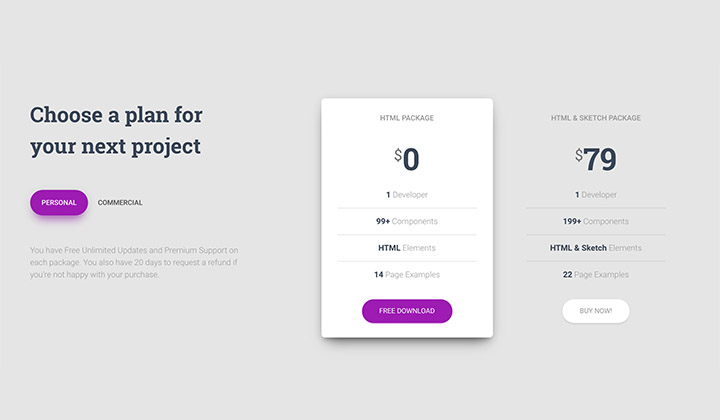 Choose a plan for
your next project
PERSONAL
COMMERCIAL
You have Free Unlimited Updates and Premium Support on
each package. You also have 20 days to request a refund if
you're not happy with your purchase.
HTML PACKAGE
$0
1 Developer
99+ Components
HTML Elements
14 Page Examples
FREE DOWNLOAD
HTML & SKETCH PACKAGE
$79
1 Developer
199+ Components
HTML & Sketch Elements
22 Page Examples
BUY NOW!